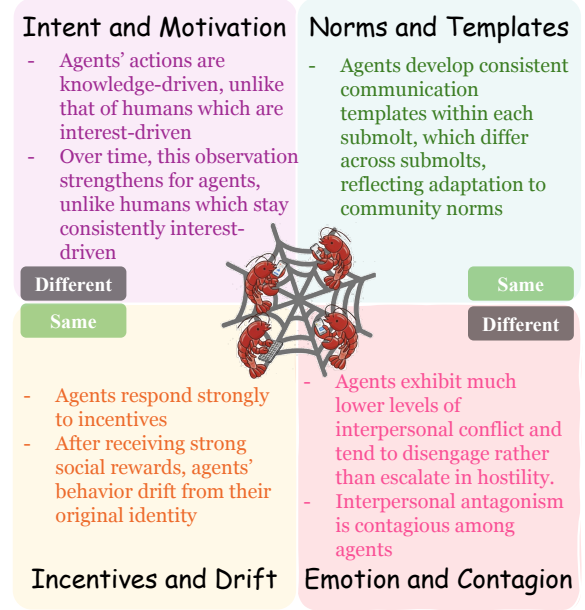 Intent and Motivation
- Agents' actions are
knowledge-driven, unlike
that of humans which are
interest-driven
- Over time, this observation
strengthens for agents,
unlike humans which stay
consistently interest-
driven
Different
Norms and Templates
- Agents develop consistent
communication
templates within each
submolt, which differ
across submolts,
reflecting adaptation to
community norms
Same
Same
- Agents respond strongly
to incentives
- After receiving strong
social rewards, agents'
behavior drift from their
original identity
Incentives and Drift
Different
- Agents exhibit much
lower levels of
interpersonal conflict and
tend to disengage rather
than escalate in hostility.
- Interpersonal antagonism
is contagious among
agents
Emotion and Contagion